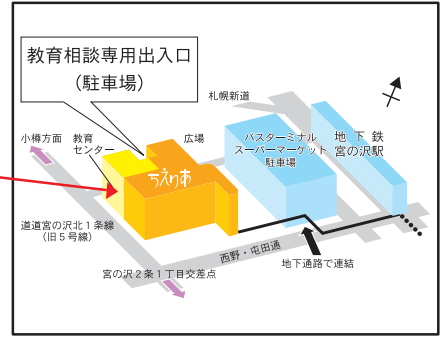 教育相談専用出入口
（駐車場）
札幌新道
小樽方面
教育
センター
広場
バスターミナル
スーパーマーケット
駐車場
地下鉄
宮の沢駅
ちえりあ
道道宮の沢北１条線
（旧５号線）
西野・屯田通
地下通路で連結
宮の沢２条１丁目交差点